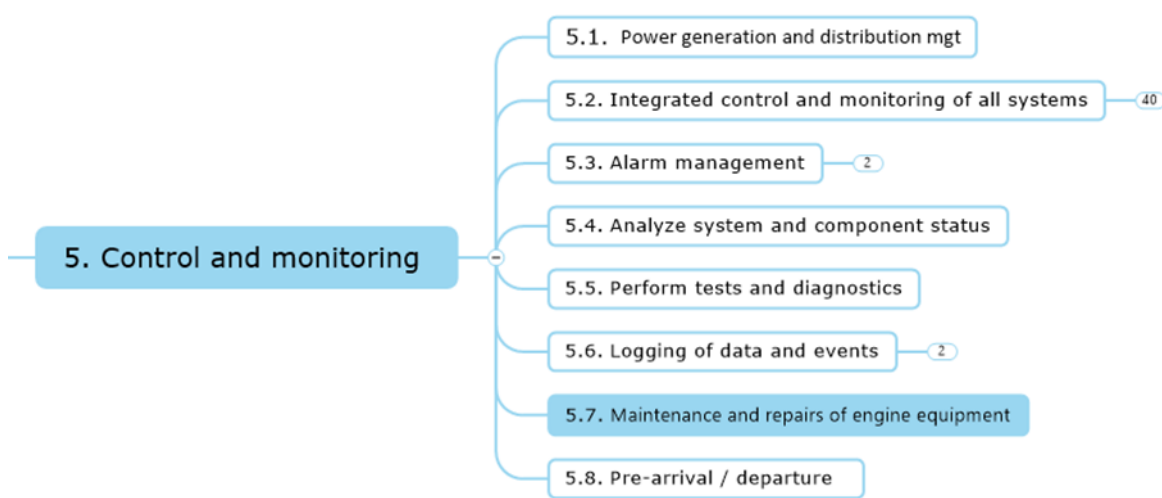 5.1. Power generation and distribution mgt
5.2. Integrated control and monitoring of all systems 40
5.3. Alarm management 2
5.4. Analyze system and component status
5. Control and monitoring
5.5. Perform tests and diagnostics
5.6. Logging of data and events 2
5.7. Maintenance and repairs of engine equipment
5.8. Pre-arrival / departure